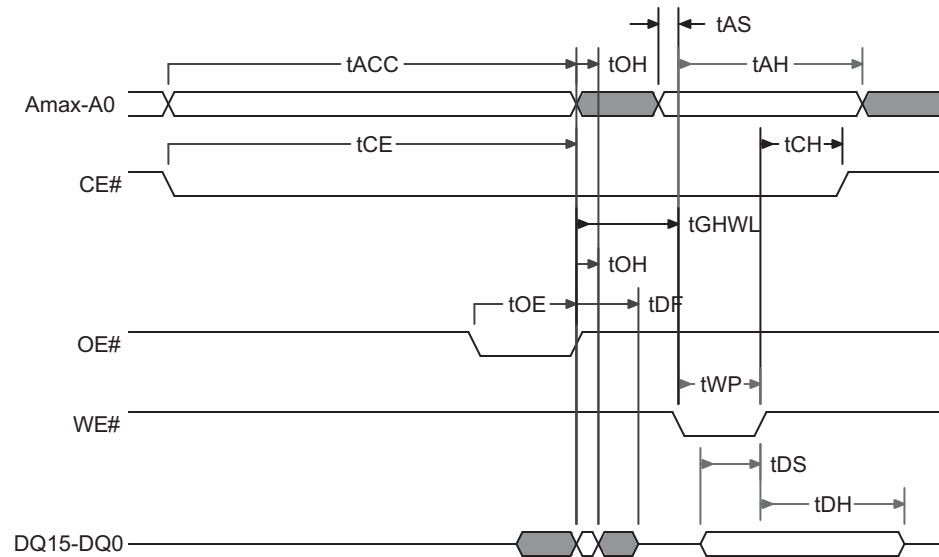 tAS
tACC
tOH
tAH
Amax-A0
tCE
tCH
CE#
tGHWL
tOH
tOE
tDF
OE#
tWP
WE#
tDS
tDH
DQ15-DQ0